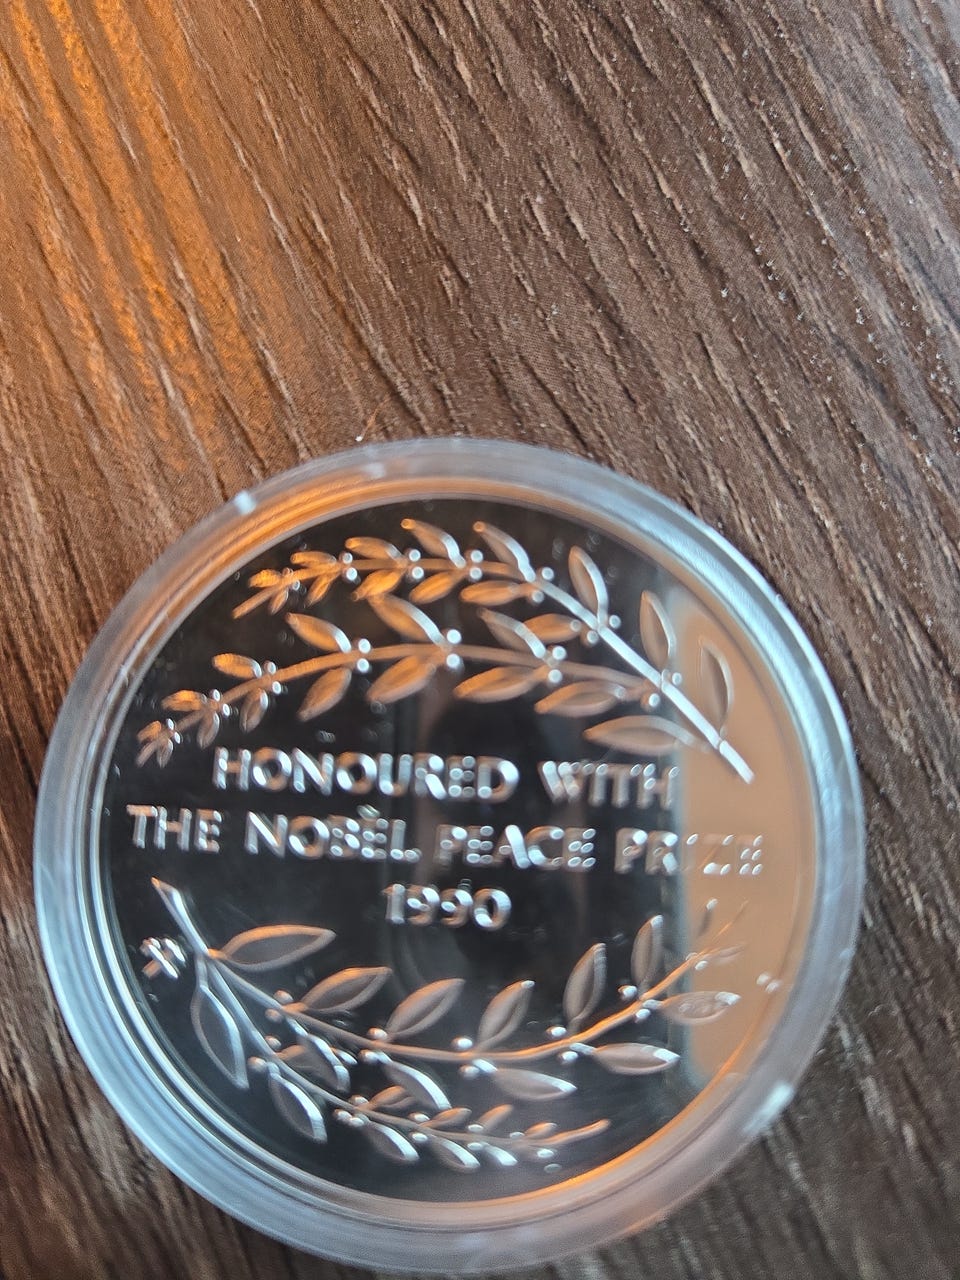 HONOURED WITH
THE NOBEL PEACE PRIZE
1990